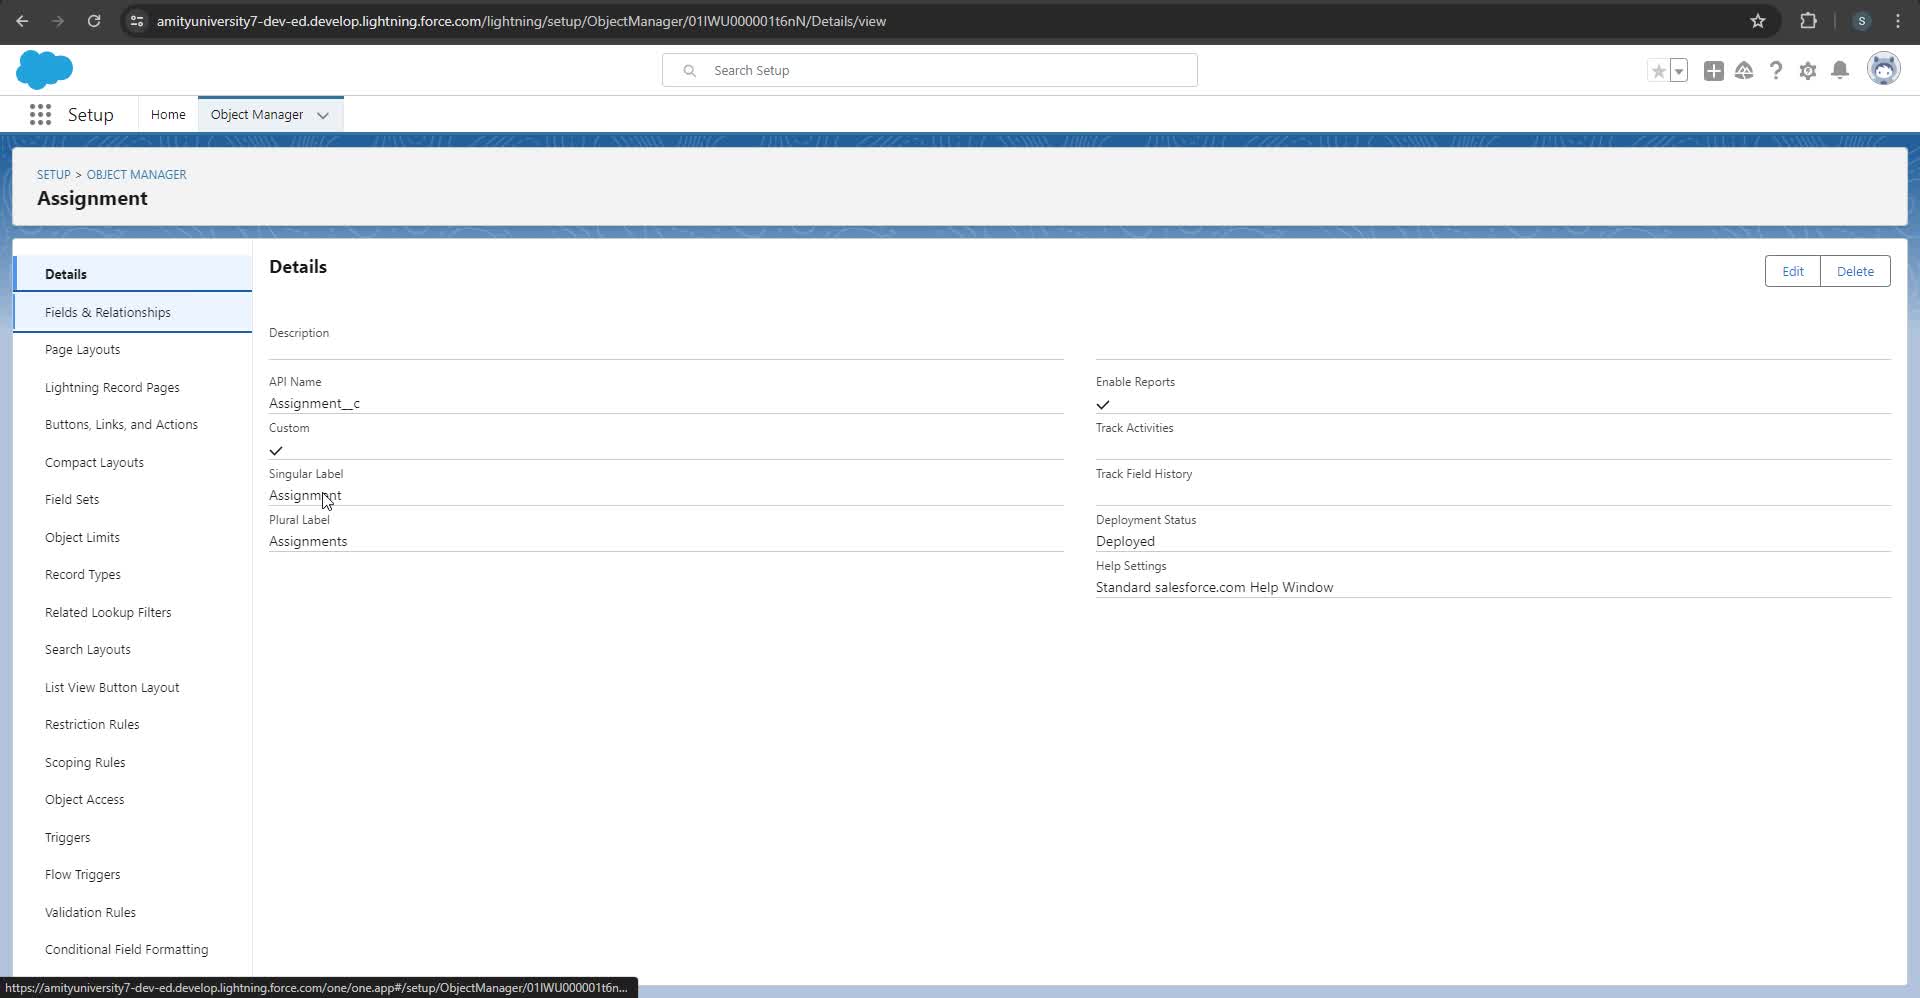 amityuniversity7-dev-ed.develop.lightning.force.com/lightning/setup/ObjectManager/01IWU000001t6nN/Details/view
S
Search Setup
Setup
Home
Object Manager
SETUP > OBJECT MANAGER
Assignment
Details
Fields & Relationships
Page Layouts
Lightning Record Pages
Buttons, Links, and Actions
Compact Layouts
Field Sets
Object Limits
Record Types
Related Lookup Filters
Search Layouts
List View Button Layout
Restriction Rules
Scoping Rules
Object Access
Triggers
Flow Triggers
Validation Rules
Conditional Field Formatting
Details
Edit
Delete
Description
API Name
Assignment__c
Custom
Singular Label
Assignment
Plural Label
Assignments
Enable Reports
Track Activities
Track Field History
Deployment Status
Deployed
Help Settings
Standard salesforce.com Help Window
https://amityuniversity7-dev-ed.develop.lightning.force.com/one/one.app#/setup/ObjectManager/01IWU000001t6n...